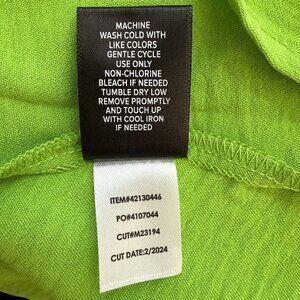 MACHINE
WASH COLD WITH
LIKE COLORS
GENTLE CYCLE
USE ONLY
NON-CHLORINE
BLEACH IF NEEDED
TUMBLE DRY LOW
REMOVE PROMPTLY
AND TOUCH UP
WITH COOL IRON
IF NEEDED
ITEM#42130446
PO#4107044
CUT#M23194
CUT DATE:2/2024